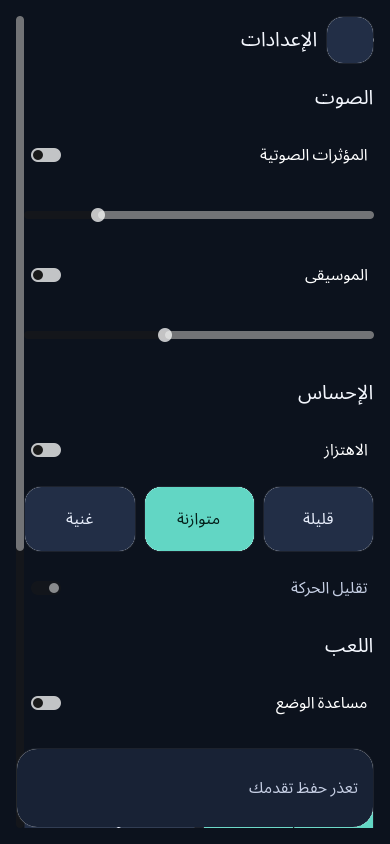 الإعدادات
الصوت
المؤثرات الصوتية
الموسيقى
الإحساس
الاهتزاز
قليلة متوازنة غنية
تقليل الحركة
اللعب
مساعدة الوضع
تعذر حفظ تقدمك